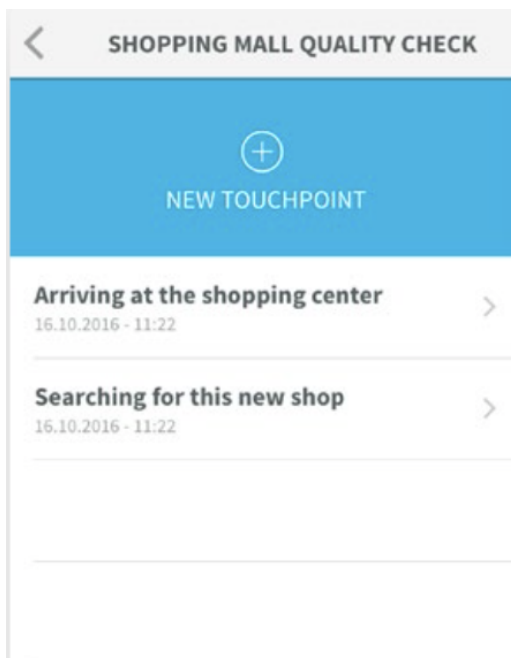 SHOPPING MALL QUALITY CHECK
NEW TOUCHPOINT
Arriving at the shopping center
16.10.2016 - 11:22
Searching for this new shop
16.10.2016 - 11:22